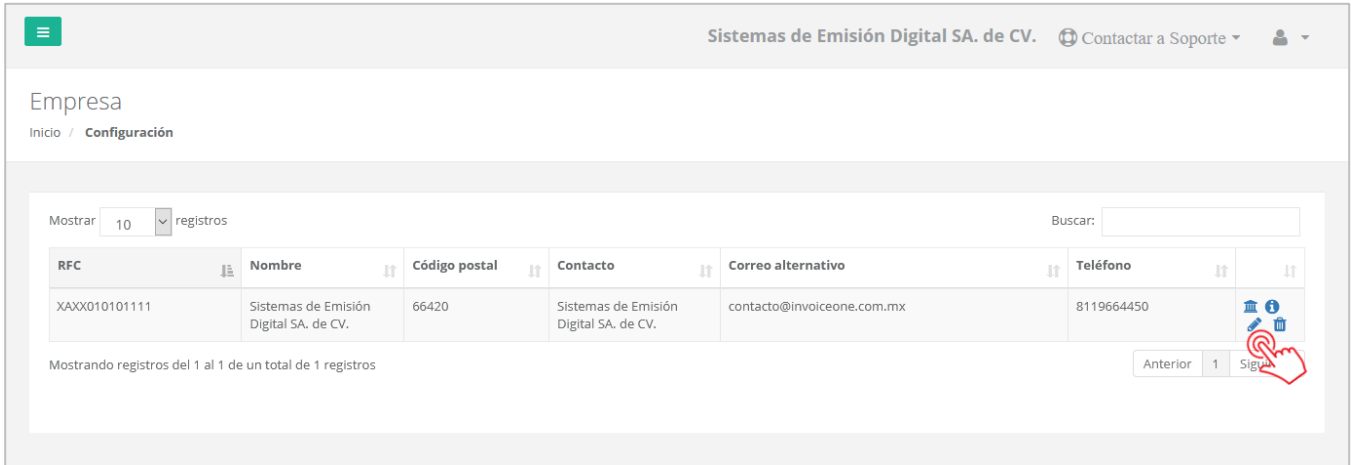 Sistemas de Emisión Digital SA. de CV. Contactar a Soporte
Empresa
Inicio / Configuración
Mostrar 10 registros Buscar:
RFC Nombre Código postal Contacto Correo alternativo Teléfono
XAXX010101111 Sistemas de Emisión 66420 Sistemas de Emisión contacto@invoiceone.com.mx 8119664450
Digital SA. de CV. Digital SA. de CV.
Mostrando registros del 1 al 1 de un total de 1 registros Anterior 1